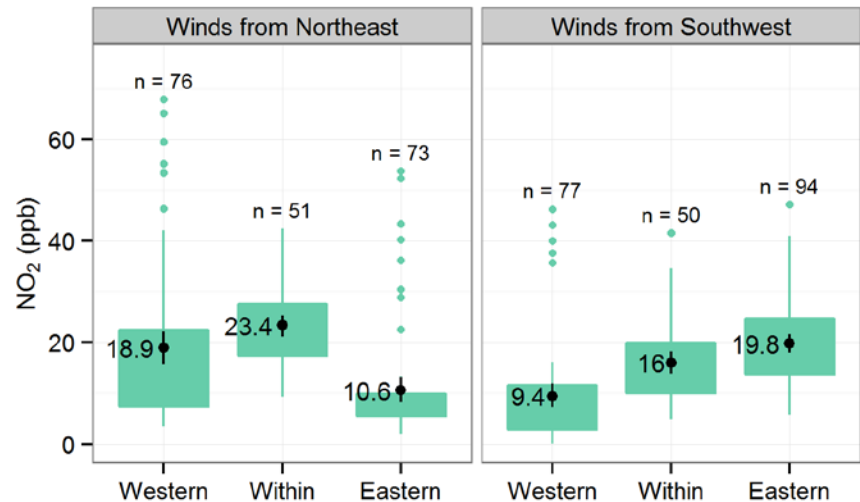 Winds from Northeast
Winds from Southwest
NO₂ (ppb)
60
40
20
0
n = 76
n = 51
n = 73
n = 77
n = 50
n = 94
18.9
23.4
10.6
9.4
16
19.8
Western Within Eastern
Western Within Eastern